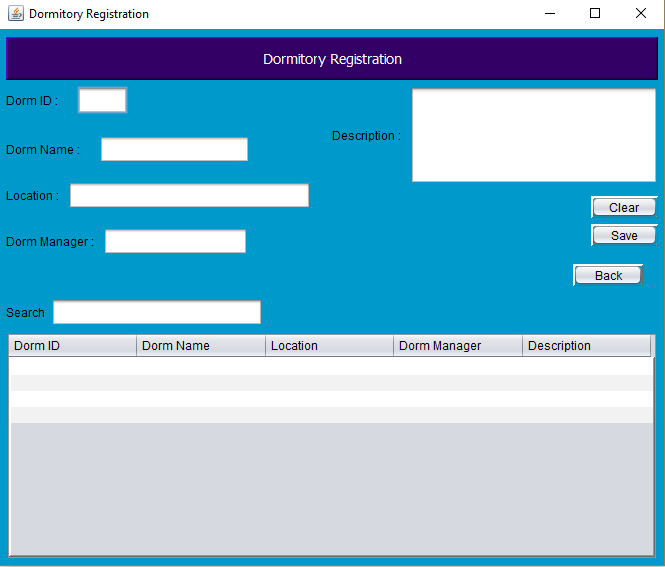 Dormitory Registration
Dormitory Registration
Dorm ID :
Description :
Dorm Name :
Location :
Clear
Save
Dorm Manager :
Back
Search
Dorm ID Dorm Name Location Dorm Manager Description